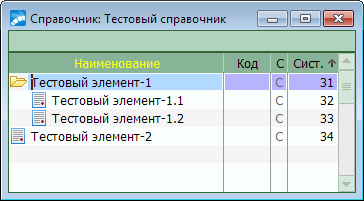 Справочник: Тестовый справочник
Наименование Код С Сист.
Тестовый элемент-1 С 31
Тестовый элемент-1.1 С 32
Тестовый элемент-1.2 С 33
Тестовый элемент-2 С 34